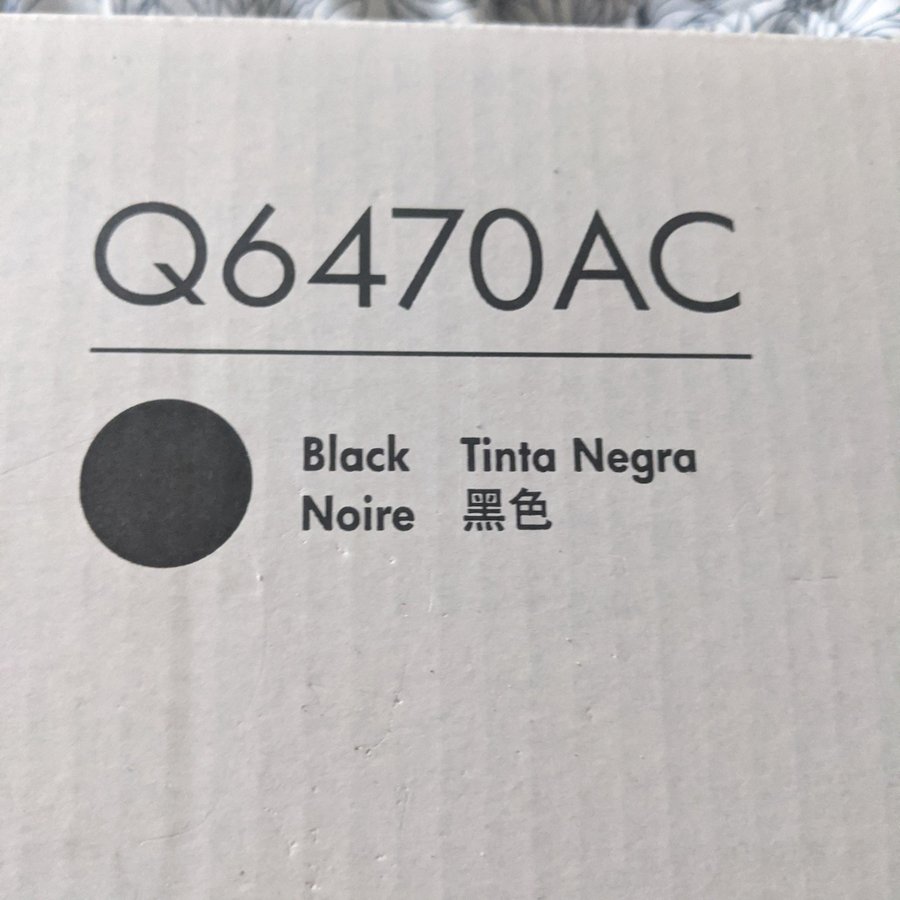 Q6470AC
Black Tinta Negra
Noire 黑色